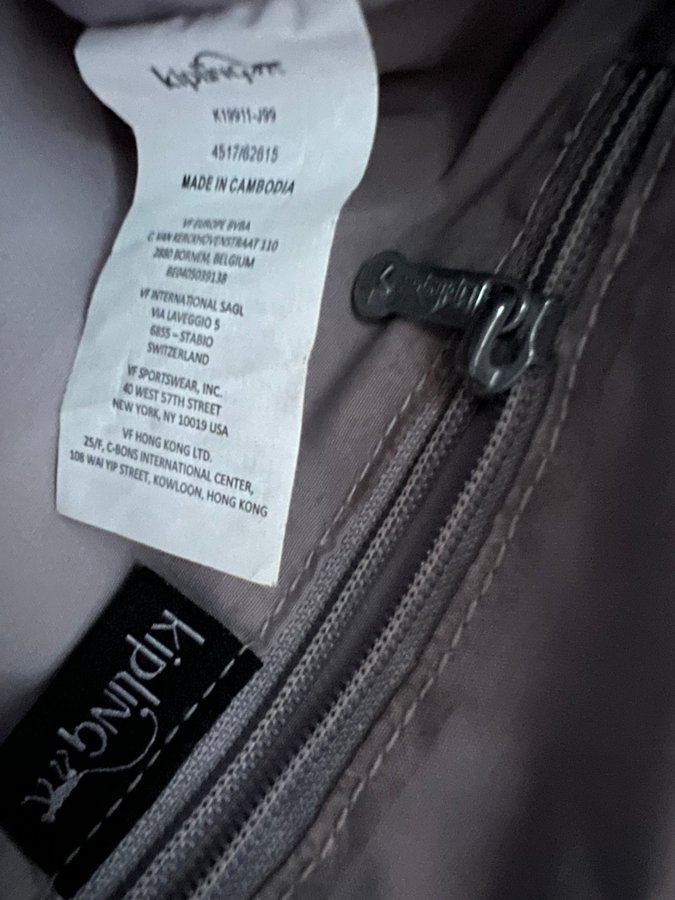 Kipling
K19911-J99
4517/62615
MADE IN CAMBODIA
VF EUROPE BVBA
C VAN KERCKHOVENSTRAAT 110
2880 BORNEM, BELGIUM
BE0405039138
VF INTERNATIONAL SAGL
VIA LAVEGGIO 5
6855 – STABIO
SWITZERLAND
VF SPORTSWEAR, INC.
40 WEST 57TH STREET
NEW YORK, NY 10019 USA
VF HONG KONG LTD.
25/F, C-BONS INTERNATIONAL CENTER,
108 WAI YIP STREET, KOWLOON, HONG KONG
kipling